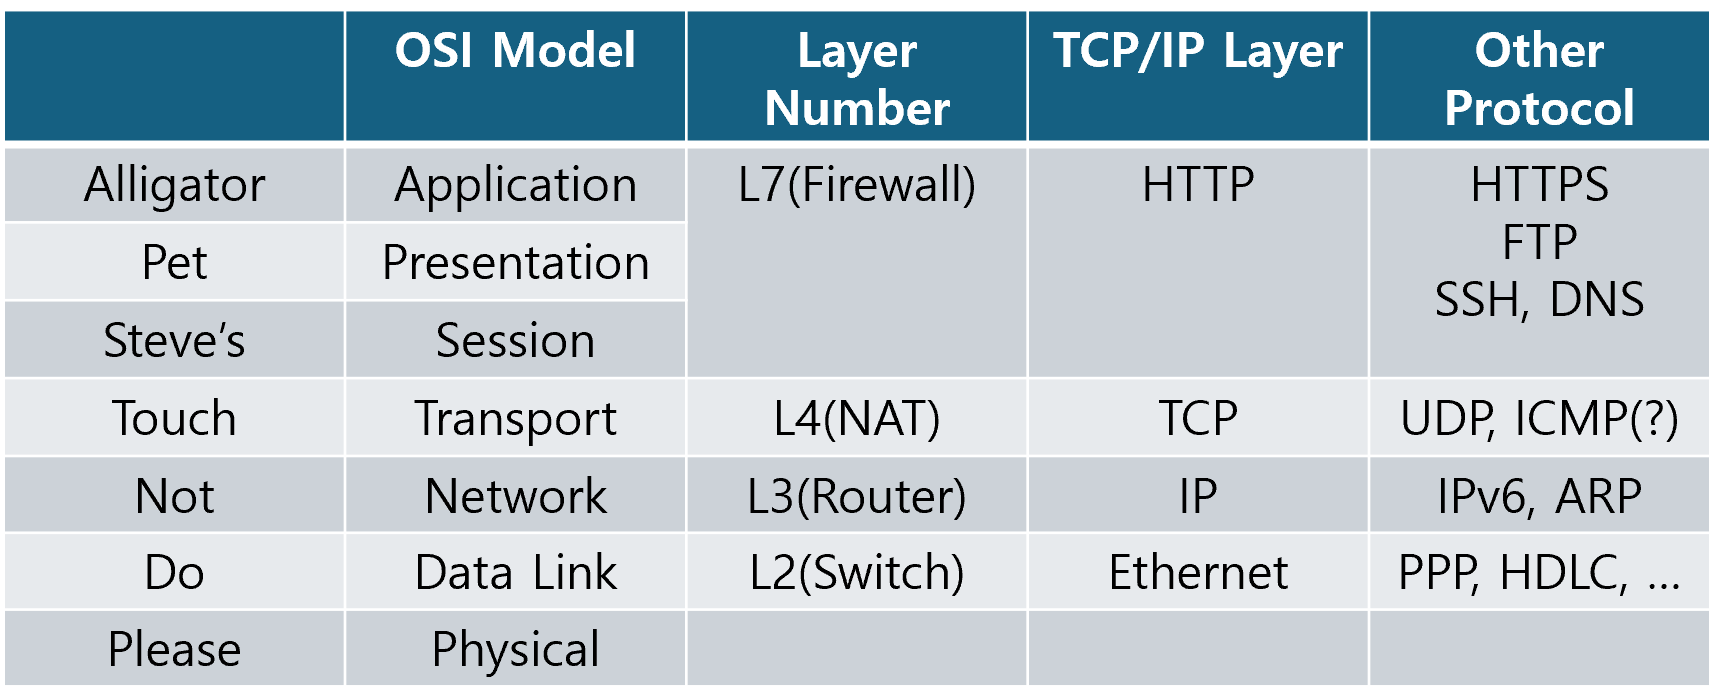 OSI Model
Layer
Number
TCP/IP Layer
Other
Protocol
Alligator
Application
L7(Firewall)
HTTP
HTTPS
FTP
SSH, DNS
Pet
Presentation
Steve’s
Session
Touch
Transport
L4(NAT)
TCP
UDP, ICMP(?)
Not
Network
L3(Router)
IP
IPv6, ARP
Do
Data Link
L2(Switch)
Ethernet
PPP, HDLC, ...
Please
Physical